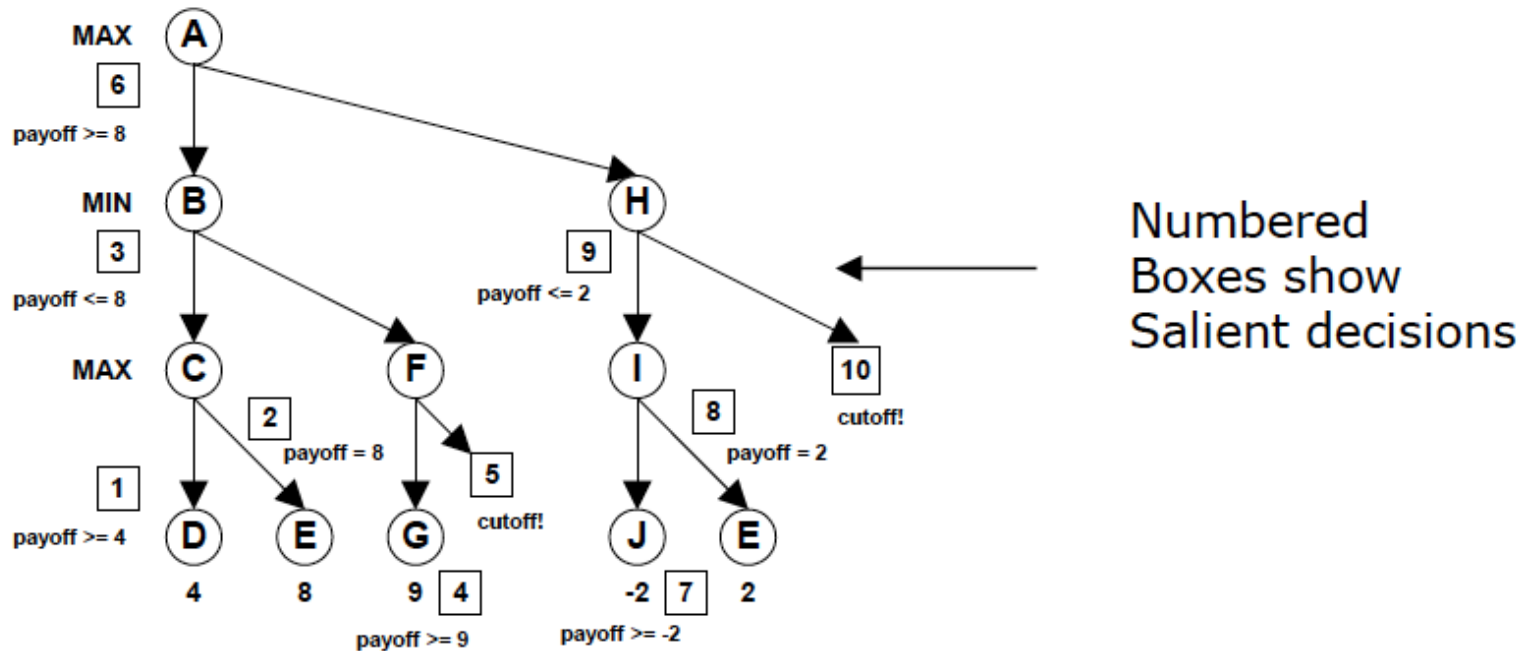 MAX A
6
payoff >= 8
MIN B H
3 9
payoff <= 8 payoff <= 2
MAX C F I 10
2 8 cutoff!
payoff = 8 payoff = 2
1 5
payoff >= 4 D E G cutoff! J E
4 8 9 4 -2 7 2
payoff >= 9 payoff >= -2
Numbered
Boxes show
Salient decisions